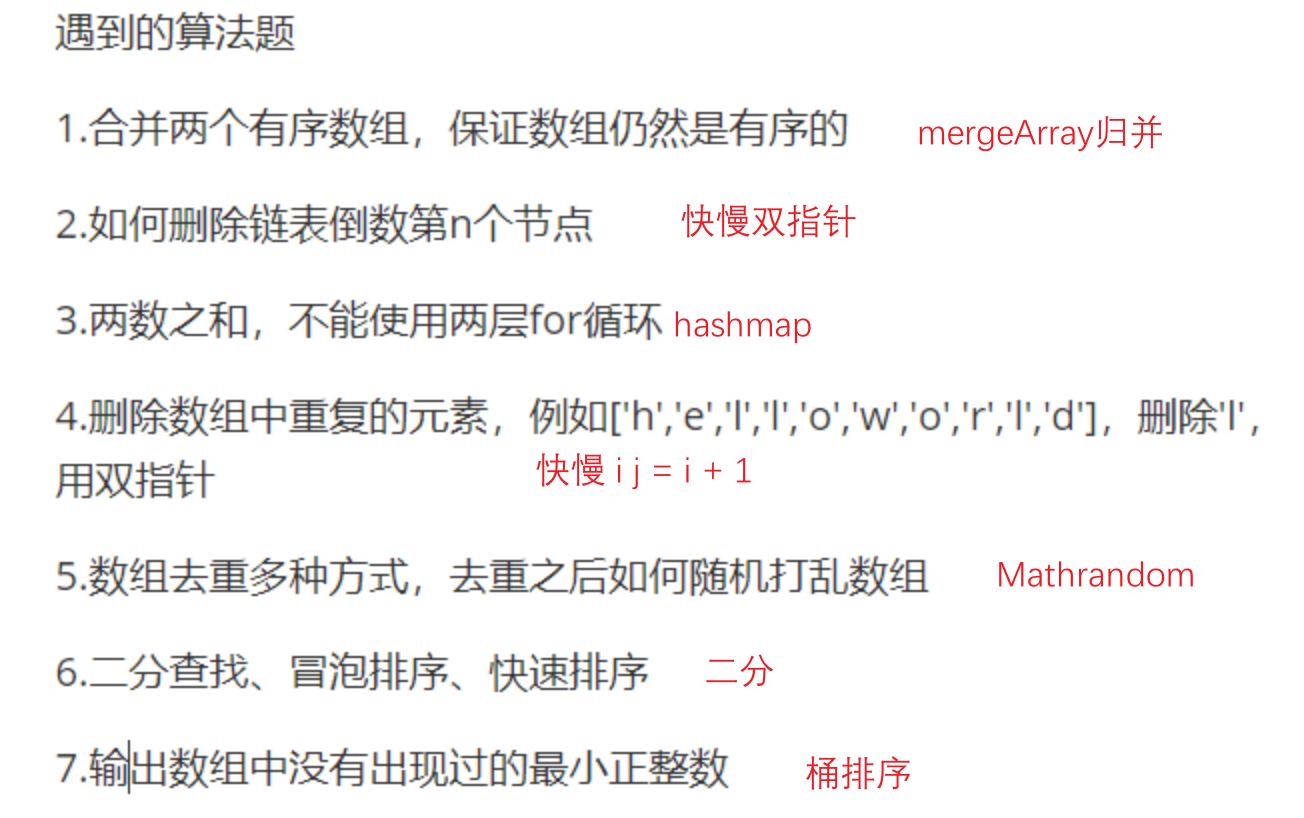 遇到的算法题
1.合并两个有序数组，保证数组仍然是有序的 mergeArray归并
2.如何删除链表倒数第n个节点 快慢双指针
3.两数之和，不能使用两层for循环 hashmap
4.删除数组中重复的元素，例如['h','e','l','l','o','w','o','r','l','d']，删除'l'，
用双指针 快慢 i j = i + 1
5.数组去重多种方式，去重之后如何随机打乱数组 Mathrandom
6.二分查找、冒泡排序、快速排序 二分
7.输出数组中没有出现过的最小正整数 桶排序